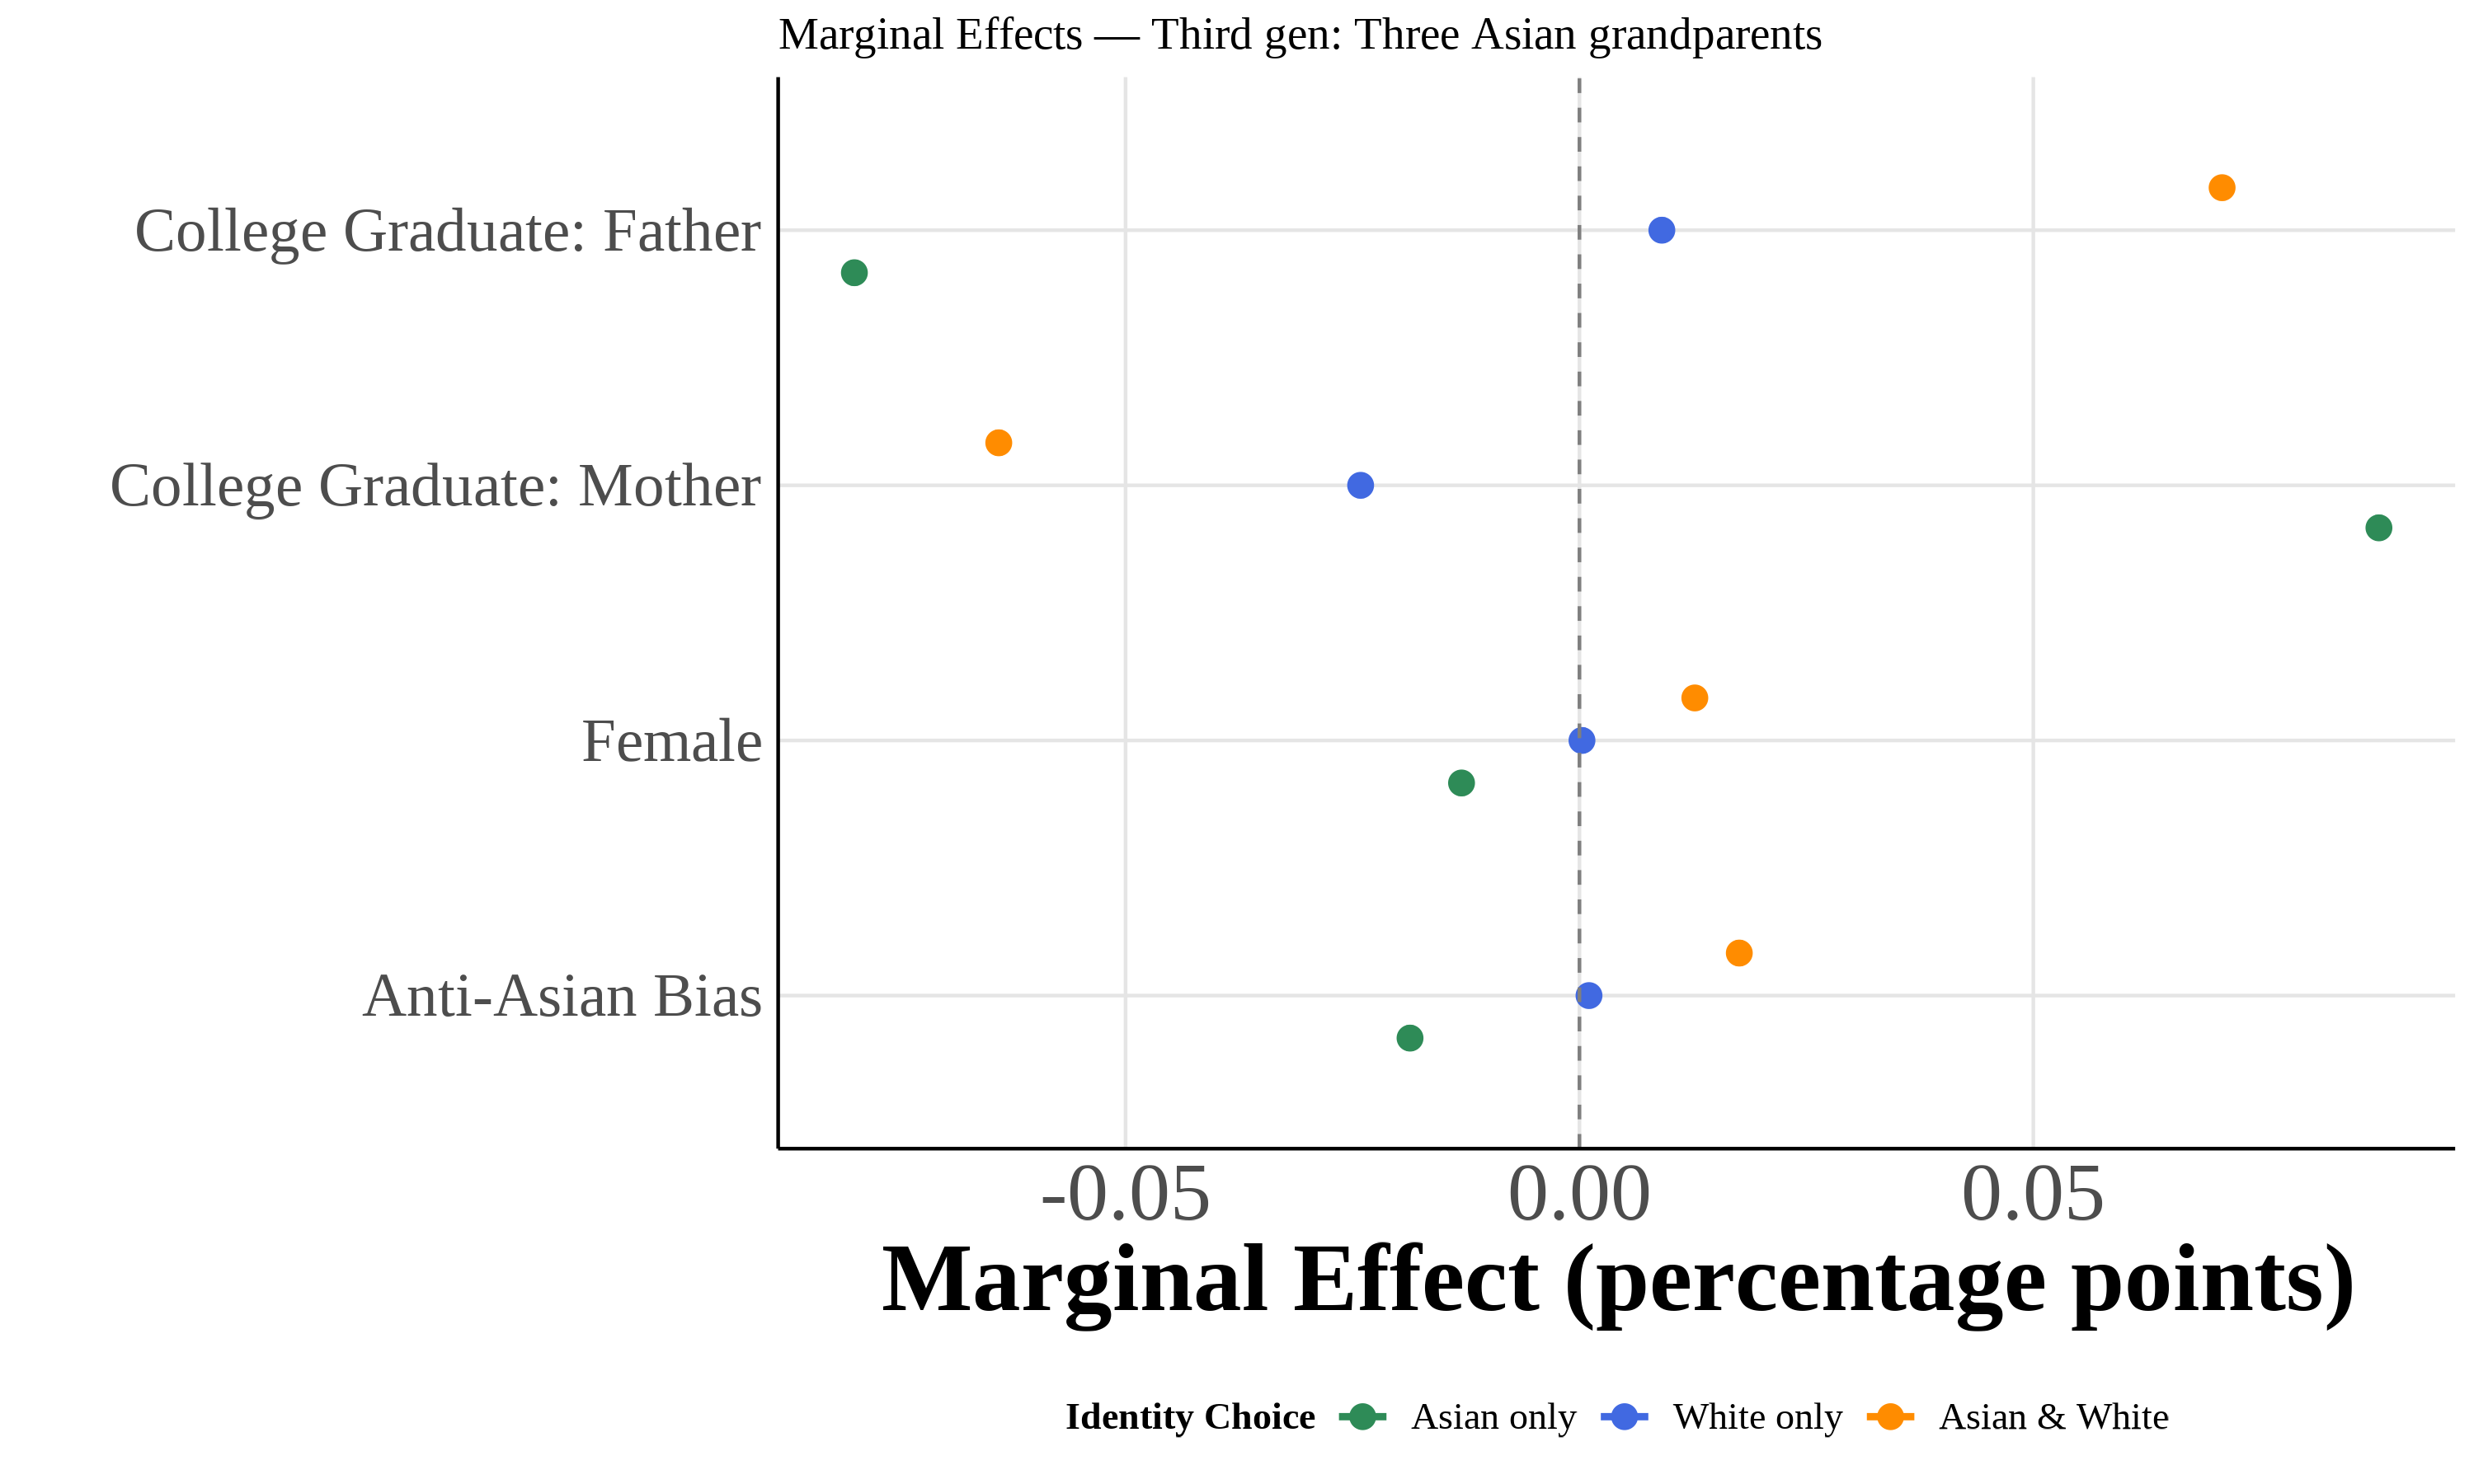 Marginal Effects — Third gen: Three Asian grandparents
College Graduate: Father
College Graduate: Mother
Female
Anti-Asian Bias
-0.05 0.00 0.05
Marginal Effect (percentage points)
Identity Choice Asian only White only Asian & White